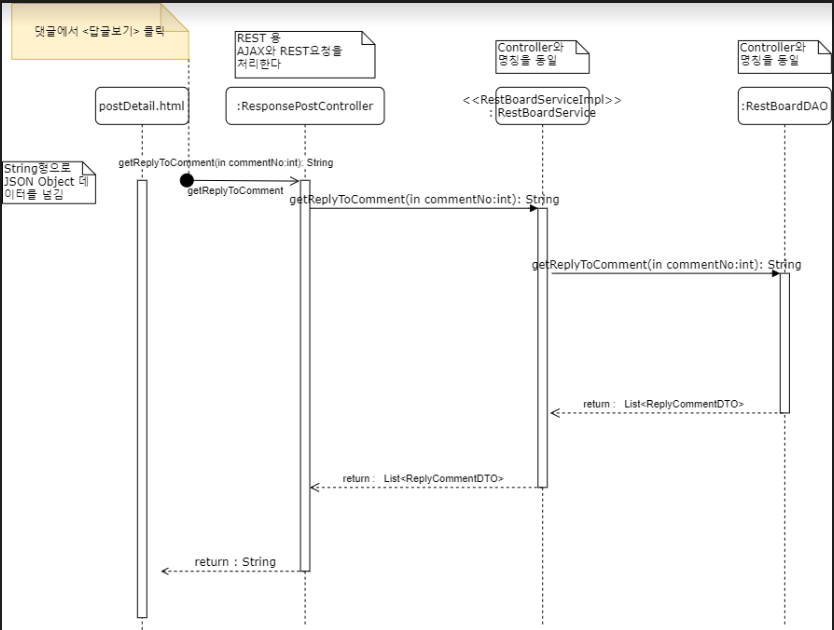 댓글에서 <답글보기> 클릭
REST 용
AJAX와 REST요청을
처리한다
Controller와
명칭을 동일
Controller와
명칭을 동일
postDetail.html
:ResponsePostController
<<RestBoardServiceImpl>>
: RestBoardService
:RestBoardDAO
String형으로
JSON Object 데
이터를 넘김
getReplyToComment(in commentNo:int): String
getReplyToComment
getReplyToComment(in commentNo:int): String
getReplyToComment(in commentNo:int): String
return : List<ReplyCommentDTO>
return : List<ReplyCommentDTO>
return : String